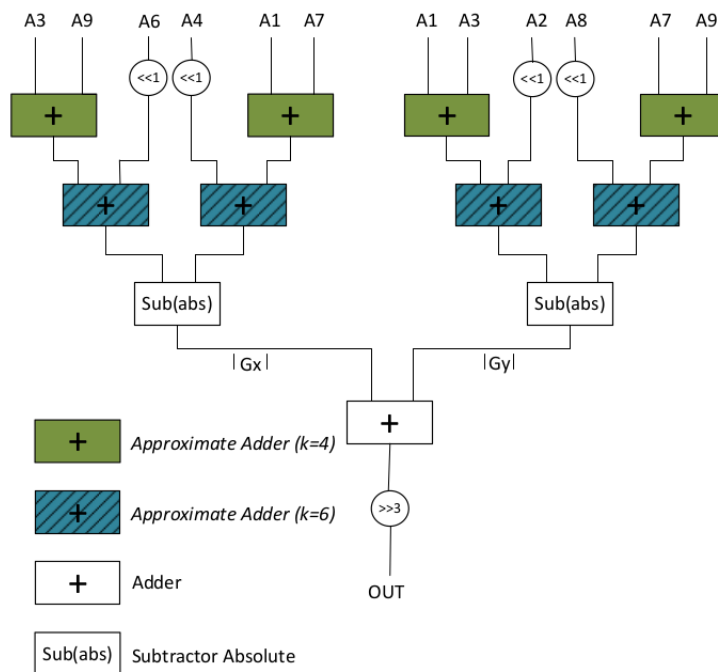 A3 A9 A6 A4 A1 A7 A1 A3 A2 A8 A7 A9
<<1 <<1 <<1 <<1
+ + + +
+ + + +
Sub(abs) Sub(abs)
|Gx| |Gy|
+
+ Approximate Adder (k=4)
>>3
+ Approximate Adder (k=6)
+ Adder
OUT
Sub(abs) Subtractor Absolute